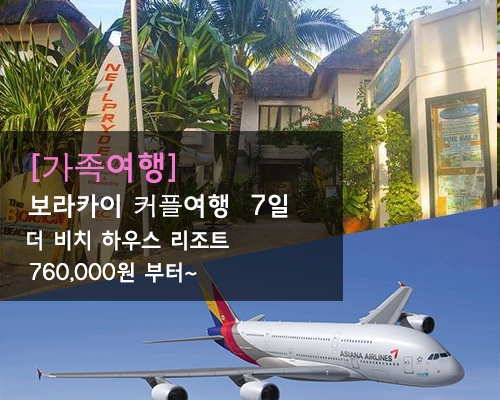 NEILPRYDE
The
[가족여행]
보라카이 커플여행 7일
더 비치 하우스 리조트
760,000원 부터~
ASIANA AIRLINES